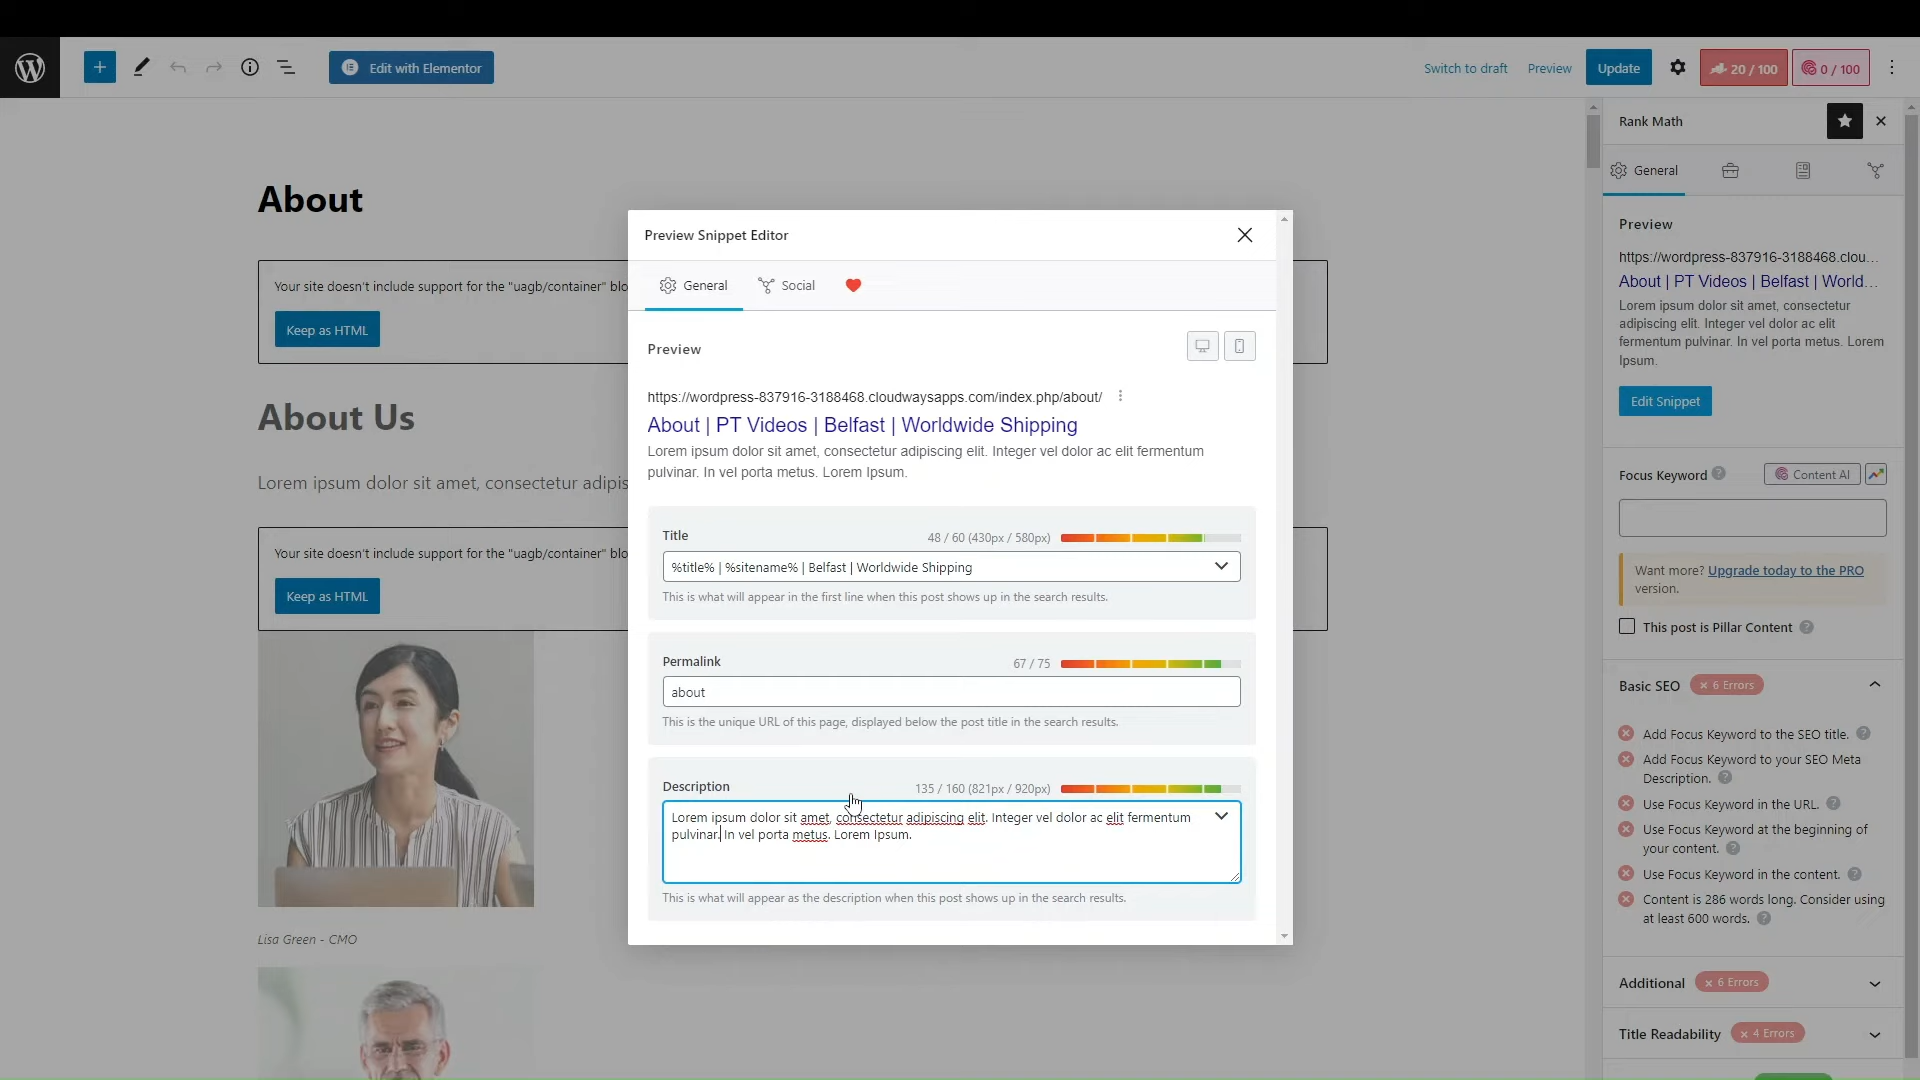 Edit with Elementor
Switch to draft
Preview
Update
20 / 100
0 / 100
About
Your site doesn't include support for the "uagb/container" blo
Keep as HTML
About Us
Lorem ipsum dolor sit amet, consectetur adipis
Your site doesn't include support for the "uagb/container" blo
Keep as HTML
Lisa Green - CMO
Preview Snippet Editor
General
Social
Preview
https://wordpress-837916-3188468.cloudwaysapps.com/index.php/about/
About | PT Videos | Belfast | Worldwide Shipping
Lorem ipsum dolor sit amet, consectetur adipiscing elit. Integer vel dolor ac elit fermentum
pulvinar. In vel porta metus. Lorem Ipsum.
Title
48 / 60 (430px / 580px)
%title% | %sitename% | Belfast | Worldwide Shipping
This is what will appear in the first line when this post shows up in the search results.
Permalink
67 / 75
about
This is the unique URL of this page, displayed below the post title in the search results.
Description
135 / 160 (821px / 920px)
Lorem ipsum dolor sit amet, consectetur adipiscing elit. Integer vel dolor ac elit fermentum
pulvinar. In vel porta metus. Lorem Ipsum.
This is what will appear as the description when this post shows up in the search results.
Rank Math
General
Preview
https://wordpress-837916-3188468.clou...
About | PT Videos | Belfast | World...
Lorem ipsum dolor sit amet, consectetur
adipiscing elit. Integer vel dolor ac elit
fermentum pulvinar. In vel porta metus. Lorem
Ipsum.
Edit Snippet
Focus Keyword
Content AI
Want more? Upgrade today to the PRO
version.
This post is Pillar Content
Basic SEO
× 6 Errors
Add Focus Keyword to the SEO title.
Add Focus Keyword to your SEO Meta
Description.
Use Focus Keyword in the URL.
Use Focus Keyword at the beginning of
your content.
Use Focus Keyword in the content.
Content is 286 words long. Consider using
at least 600 words.
Additional
× 6 Errors
Title Readability
× 4 Errors